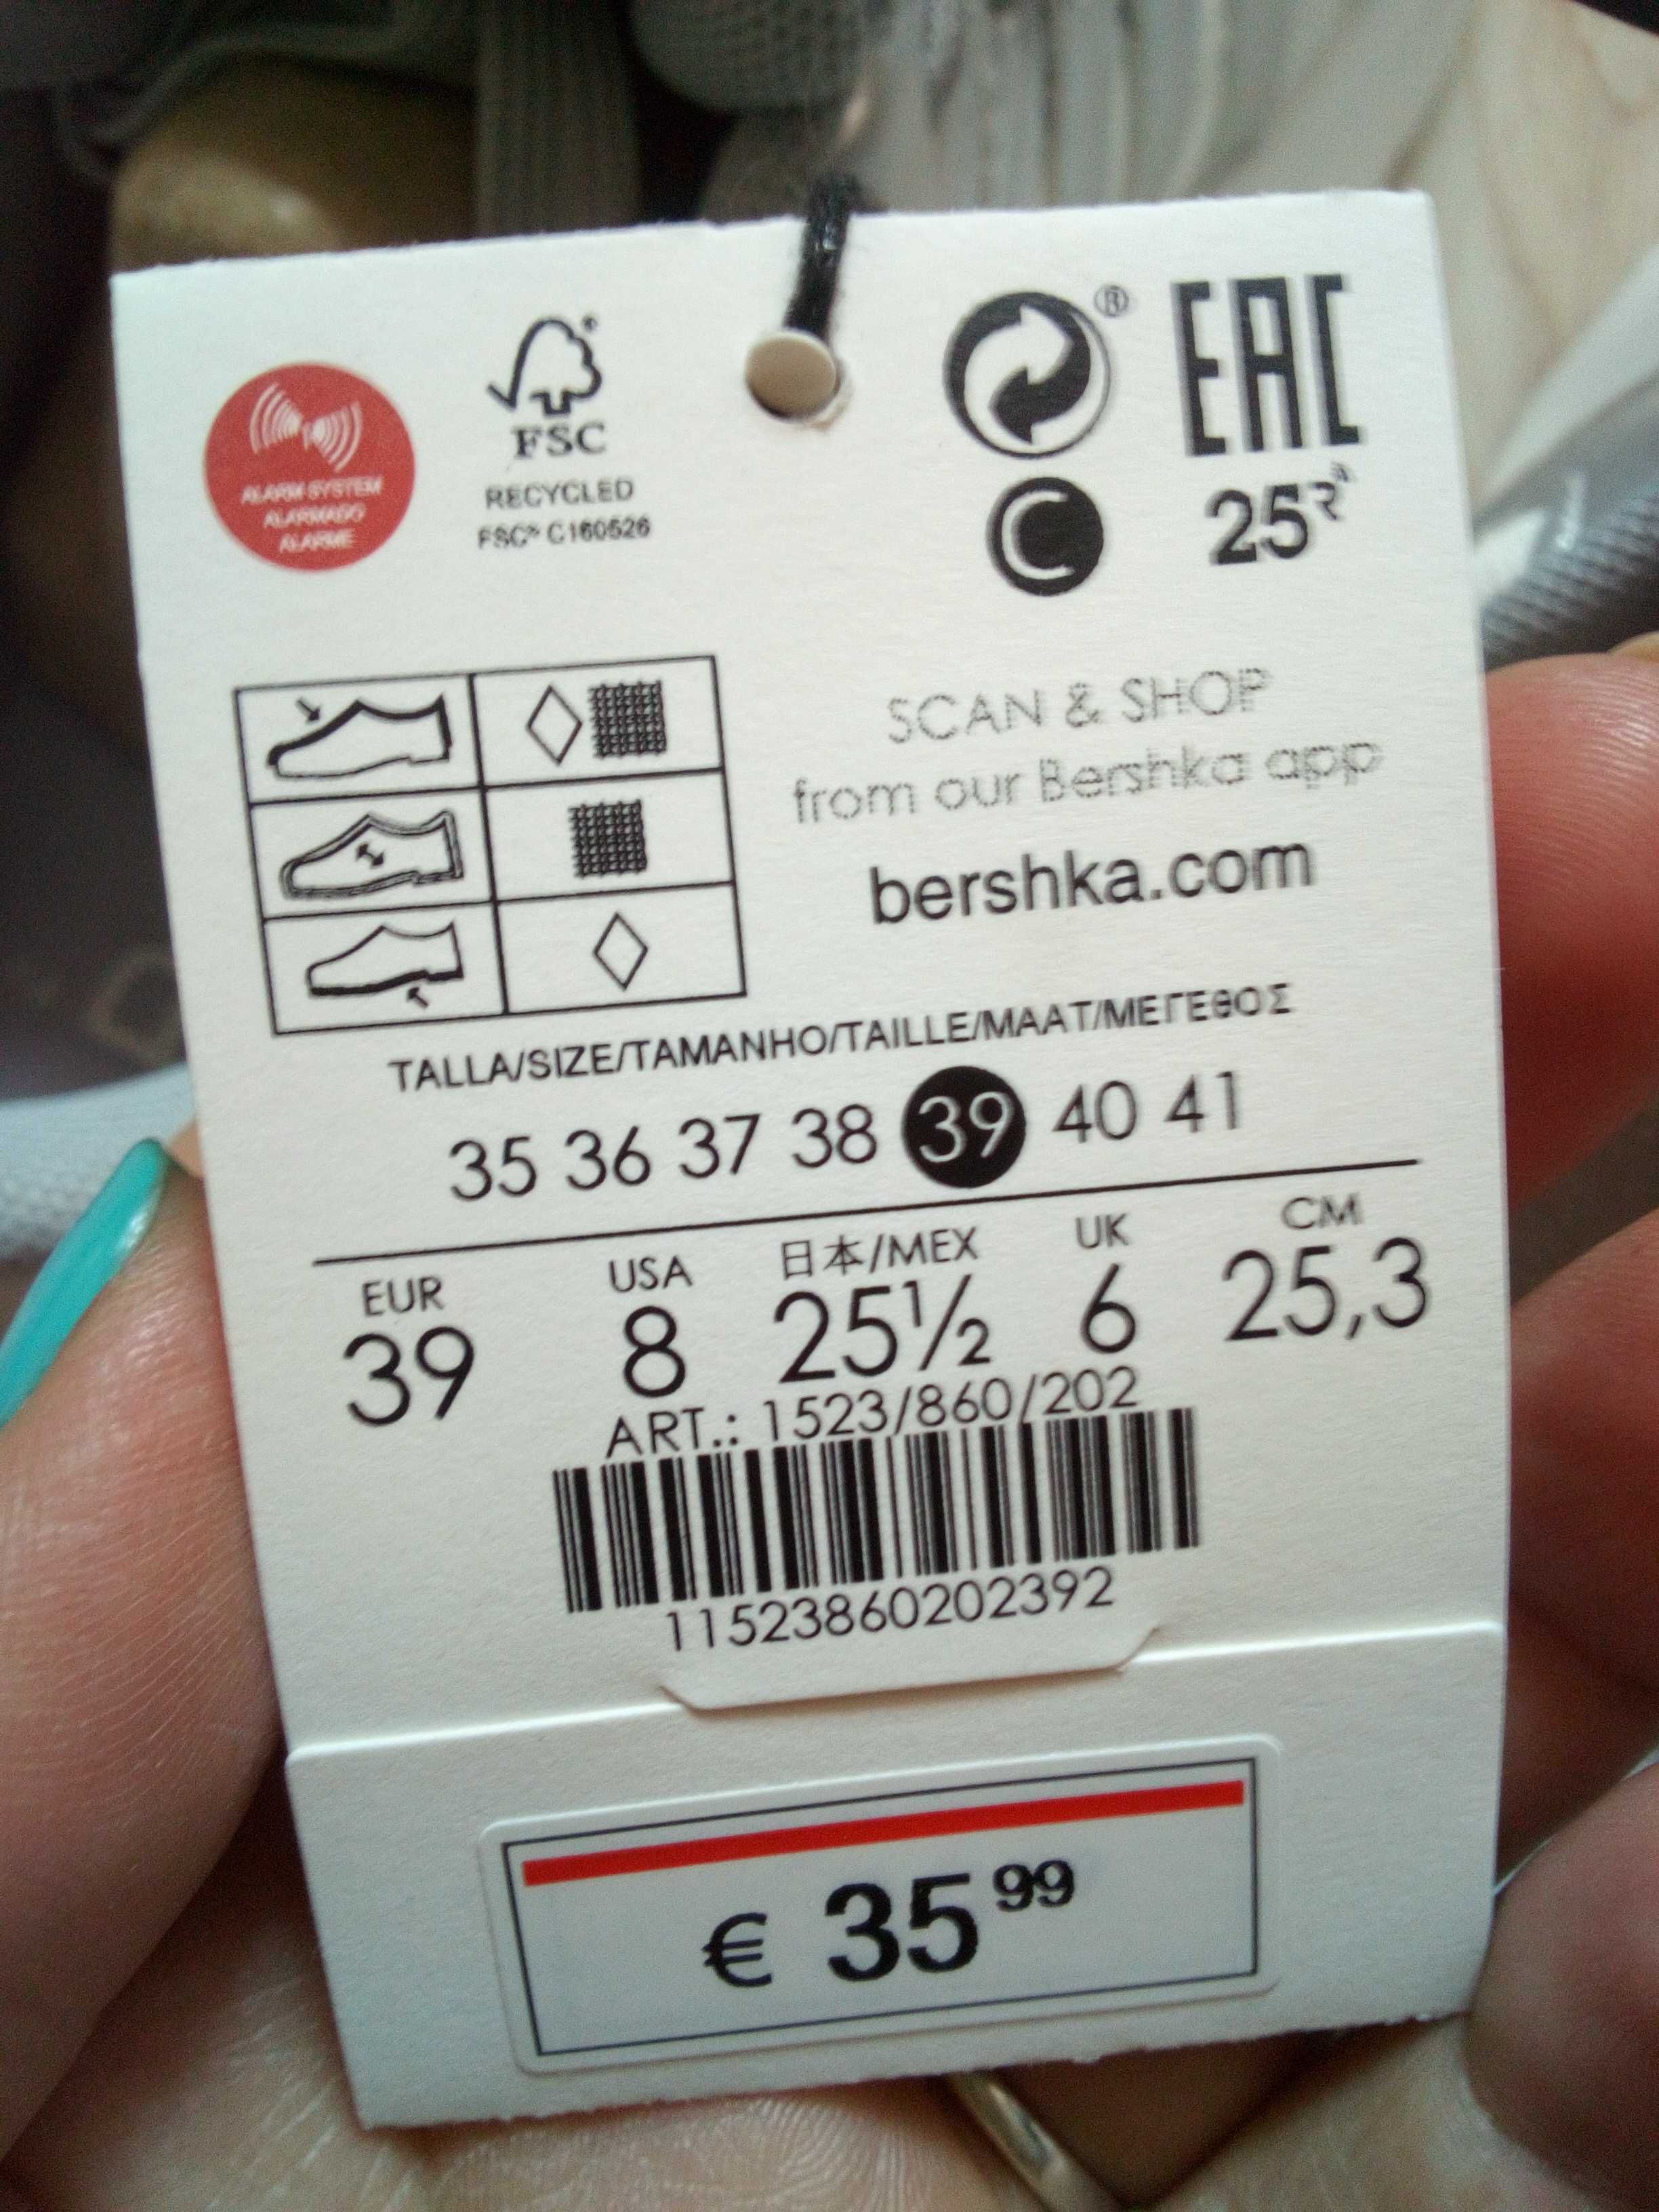 ALARM SYSTEM
ALARMADO
ALARME
FSC®
RECYCLED
FSC® C160526
®
EAC
C
25
SCAN & SHOP
from our Bershka app
bershka.com
TALLA/SIZE/TAMANHO/TAILLE/MAAT/ΜΕΓΕΘΟΣ
35 36 37 38 39 40 41
EUR USA 日本/MEX UK CM
39 8 25½ 6 25,3
ART.: 1523/860/202
11523860202392
€ 35 99